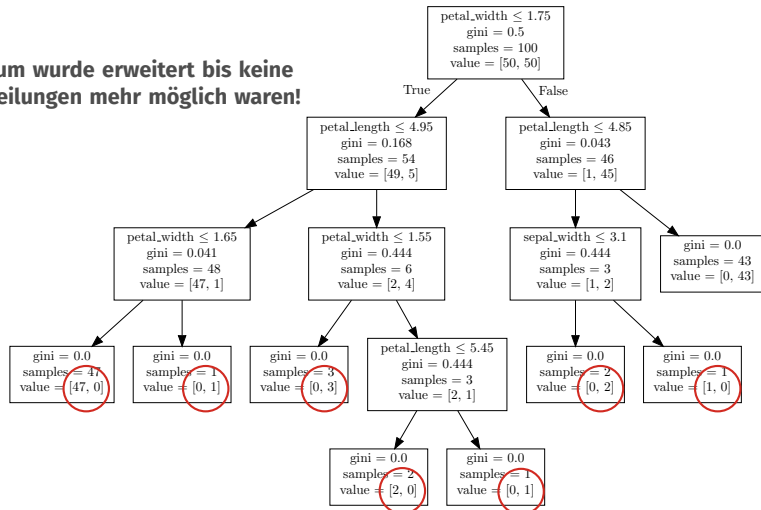 um wurde erweitert bis keine
eilungen mehr möglich waren!
petal_width ≤ 1.75
gini = 0.5
samples = 100
value = [50, 50]
True
False
petal_length ≤ 4.95
gini = 0.168
samples = 54
value = [49, 5]
petal_length ≤ 4.85
gini = 0.043
samples = 46
value = [1, 45]
petal_width ≤ 1.65
gini = 0.041
samples = 48
value = [47, 1]
petal_width ≤ 1.55
gini = 0.444
samples = 6
value = [2, 4]
sepal_width ≤ 3.1
gini = 0.444
samples = 3
value = [1, 2]
gini = 0.0
samples = 43
value = [0, 43]
gini = 0.0
samples = 47
value = [47, 0]
gini = 0.0
samples = 1
value = [0, 1]
gini = 0.0
samples = 3
value = [0, 3]
petal_length ≤ 5.45
gini = 0.444
samples = 3
value = [2, 1]
gini = 0.0
samples = 2
value = [0, 2]
gini = 0.0
samples = 1
value = [1, 0]
gini = 0.0
samples = 2
value = [2, 0]
gini = 0.0
samples = 1
value = [0, 1]